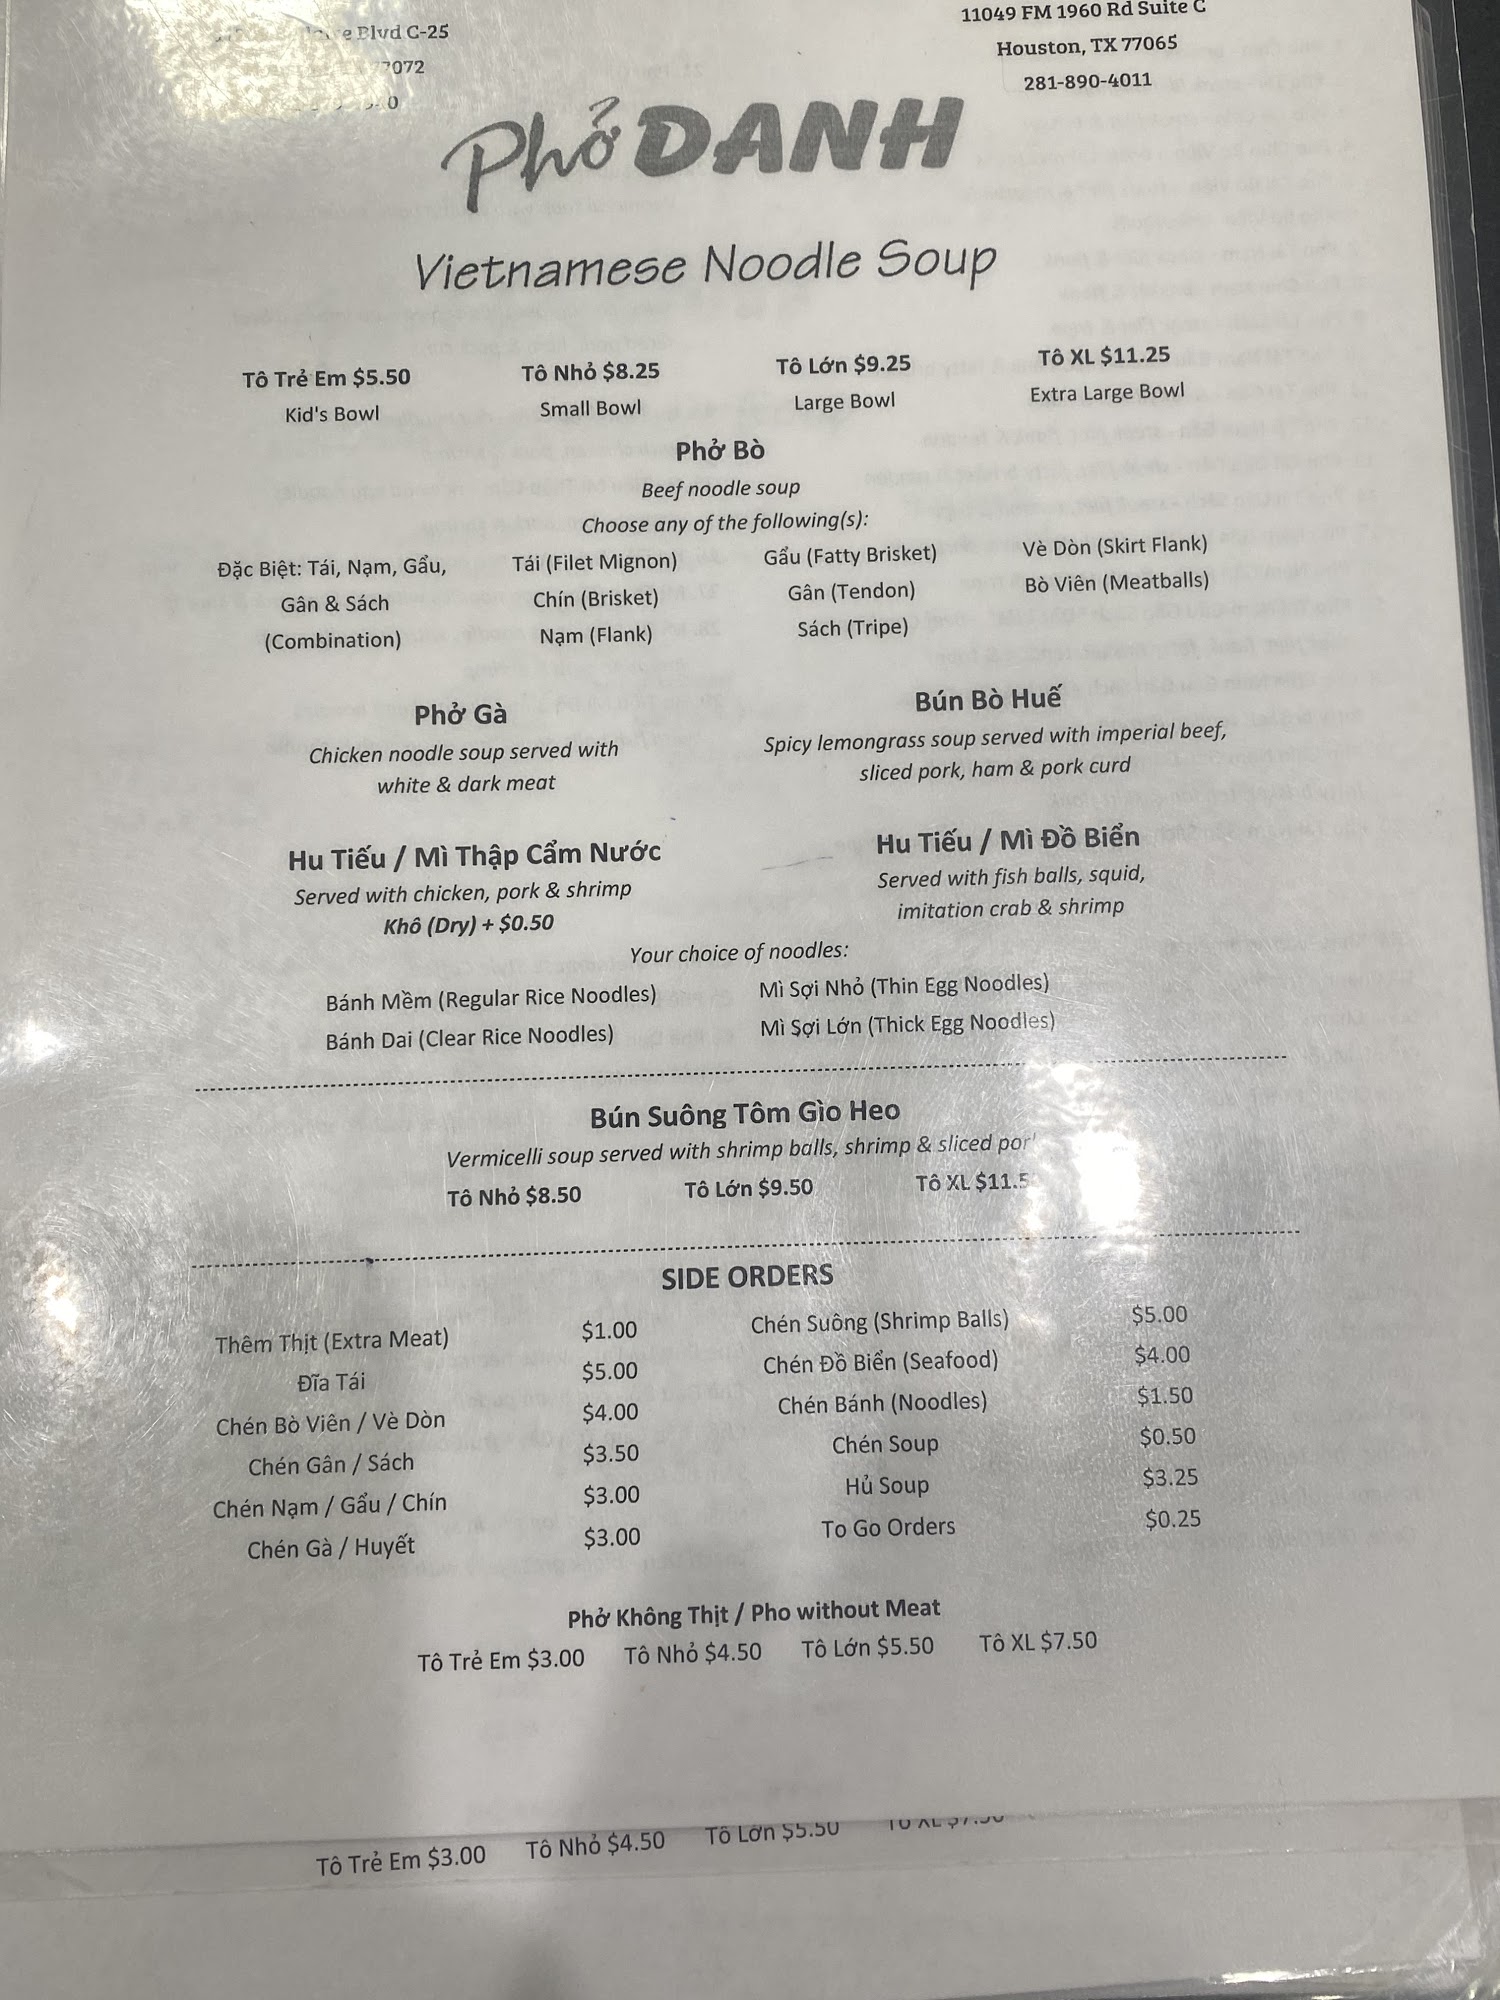 Blvd C-25
11049 FM 1960 Rd Suite C
Houston, TX 77065
281-890-4011
Phở DANH
Vietnamese Noodle Soup
Tô Trẻ Em $5.50 Tô Nhỏ $8.25 Tô Lớn $9.25 Tô XL $11.25
Kid's Bowl Small Bowl Large Bowl Extra Large Bowl
Phở Bò
Beef noodle soup
Choose any of the following(s):
Đặc Biệt: Tái, Nạm, Gẩu, Tái (Filet Mignon) Gẩu (Fatty Brisket) Vè Dòn (Skirt Flank)
Gân & Sách Chín (Brisket) Gân (Tendon) Bò Viên (Meatballs)
(Combination) Nạm (Flank) Sách (Tripe)
Phở Gà
Chicken noodle soup served with
white & dark meat
Bún Bò Huế
Spicy lemongrass soup served with imperial beef,
sliced pork, ham & pork curd
Hu Tiếu / Mì Thập Cẩm Nước
Served with chicken, pork & shrimp
Khô (Dry) + $0.50
Hu Tiếu / Mì Đồ Biển
Served with fish balls, squid,
imitation crab & shrimp
Your choice of noodles:
Bánh Mềm (Regular Rice Noodles) Mì Sợi Nhỏ (Thin Egg Noodles)
Bánh Dai (Clear Rice Noodles) Mì Sợi Lớn (Thick Egg Noodles)
Bún Suông Tôm Gìo Heo
Vermicelli soup served with shrimp balls, shrimp & sliced
Tô Nhỏ $8.50 Tô Lớn $9.50 Tô XL
SIDE ORDERS
Thêm Thịt (Extra Meat) $1.00 Chén Suông (Shrimp Balls) $5.00
Đĩa Tái $5.00 Chén Đồ Biển (Seafood) $4.00
Chén Bò Viên / Vè Dòn $4.00 Chén Bánh (Noodles) $1.50
Chén Gân / Sách $3.50 Chén Soup $0.50
Chén Nạm / Gẩu / Chín $3.00 Hủ Soup $3.25
Chén Gà / Huyết $3.00 To Go Orders $0.25
Phở Không Thịt / Pho without Meat
Tô Trẻ Em $3.00 Tô Nhỏ $4.50 Tô Lớn $5.50 Tô XL $7.50
Tô Trẻ Em $3.00 Tô Nhỏ $4.50 Tô Lớn $5.50